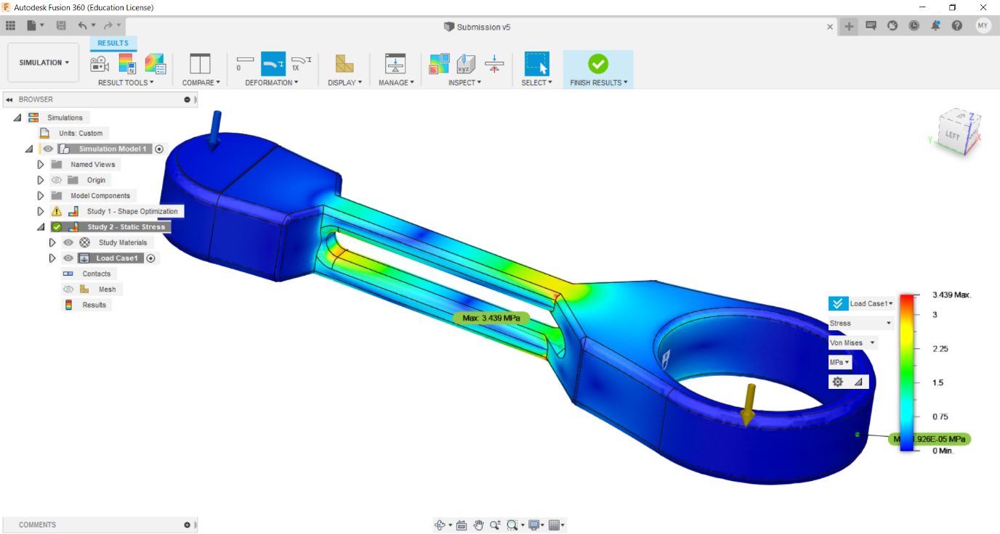 Autodesk Fusion 360 (Education License)
Submission v5
MY
RESULTS
SIMULATION
0
1X
xyz
RESULT TOOLS
COMPARE
DEFORMATION
DISPLAY
MANAGE
INSPECT
SELECT
FINISH RESULTS
BROWSER
Simulations
Units: Custom
Simulation Model 1
Named Views
Origin
Model Components
Study 1 - Shape Optimization
Study 2 - Static Stress
Study Materials
Load Case1
Contacts
Mesh
Results
Z
LEFT
Y
X
Max: 3.439 MPa
Load Case1
Stress
Von Mises
MPa
3.439 Max.
3
2.25
1.5
0.75
.926E-05 MPa
0 Min.
COMMENTS